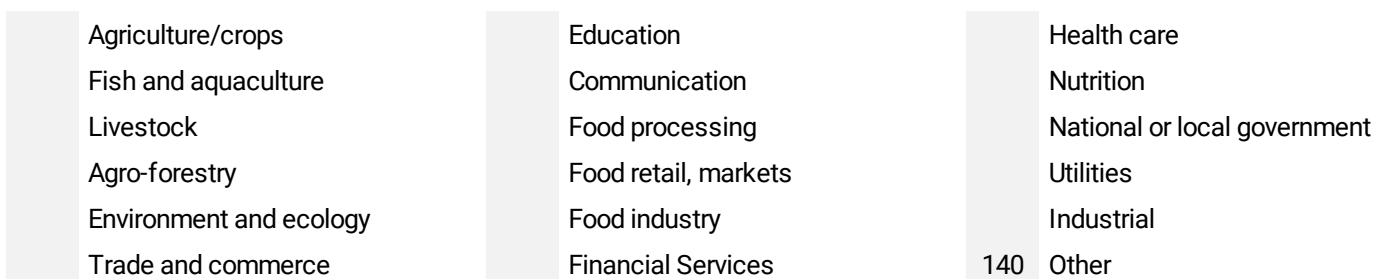 Agriculture/crops
Fish and aquaculture
Livestock
Agro-forestry
Environment and ecology
Trade and commerce
Education
Communication
Food processing
Food retail, markets
Food industry
Financial Services
Health care
Nutrition
National or local government
Utilities
Industrial
140 Other